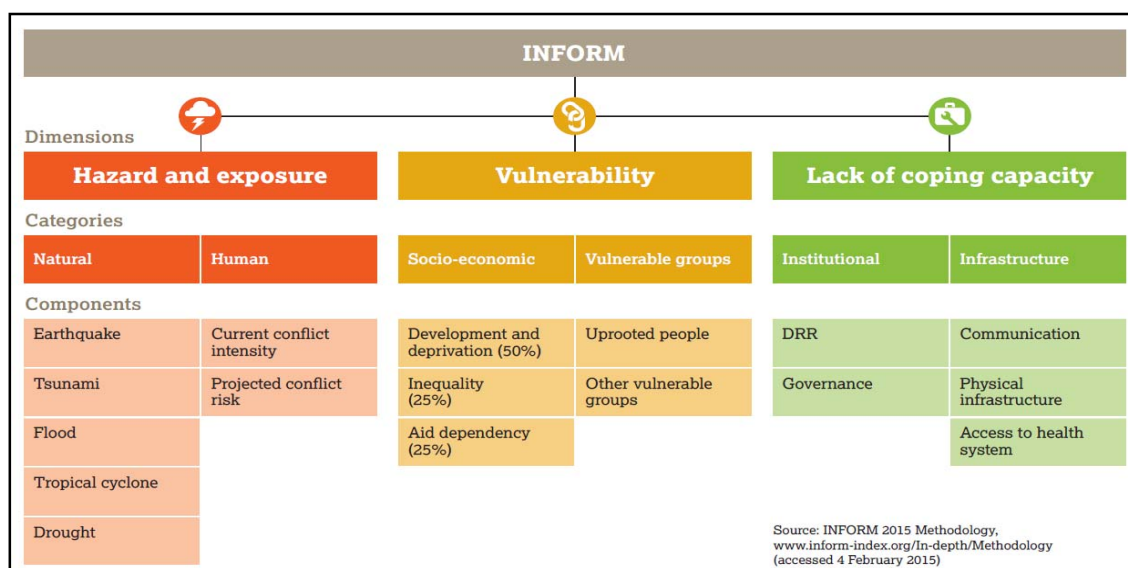 INFORM
Dimensions
Hazard and exposure
Vulnerability
Lack of coping capacity
Categories
Natural
Human
Socio-economic
Vulnerable groups
Institutional
Infrastructure
Components
Earthquake
Tsunami
Flood
Tropical cyclone
Drought
Current conflict
intensity
Projected conflict
risk
Development and
deprivation (50%)
Inequality
(25%)
Aid dependency
(25%)
Uprooted people
Other vulnerable
groups
DRR
Governance
Communication
Physical
infrastructure
Access to health
system
Source: INFORM 2015 Methodology,
www.inform-index.org/In-depth/Methodology
(accessed 4 February 2015)